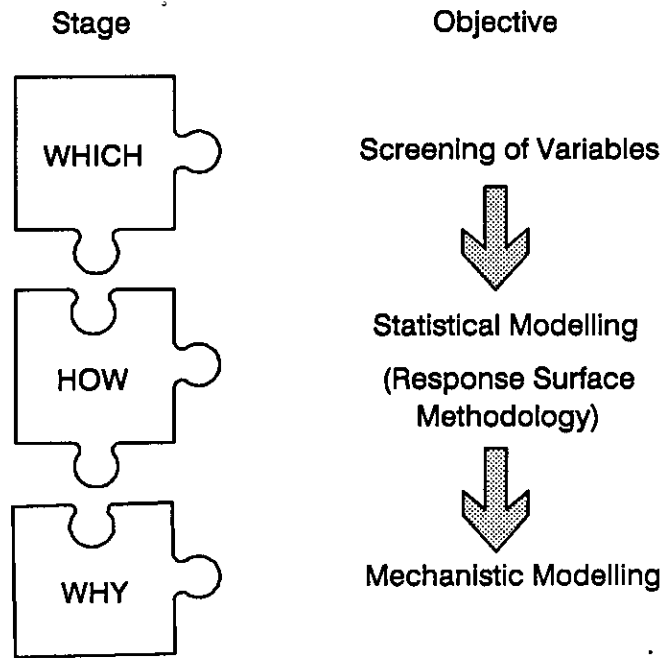 Stage
Objective
WHICH
Screening of Variables
HOW
Statistical Modelling
(Response Surface
Methodology)
WHY
Mechanistic Modelling